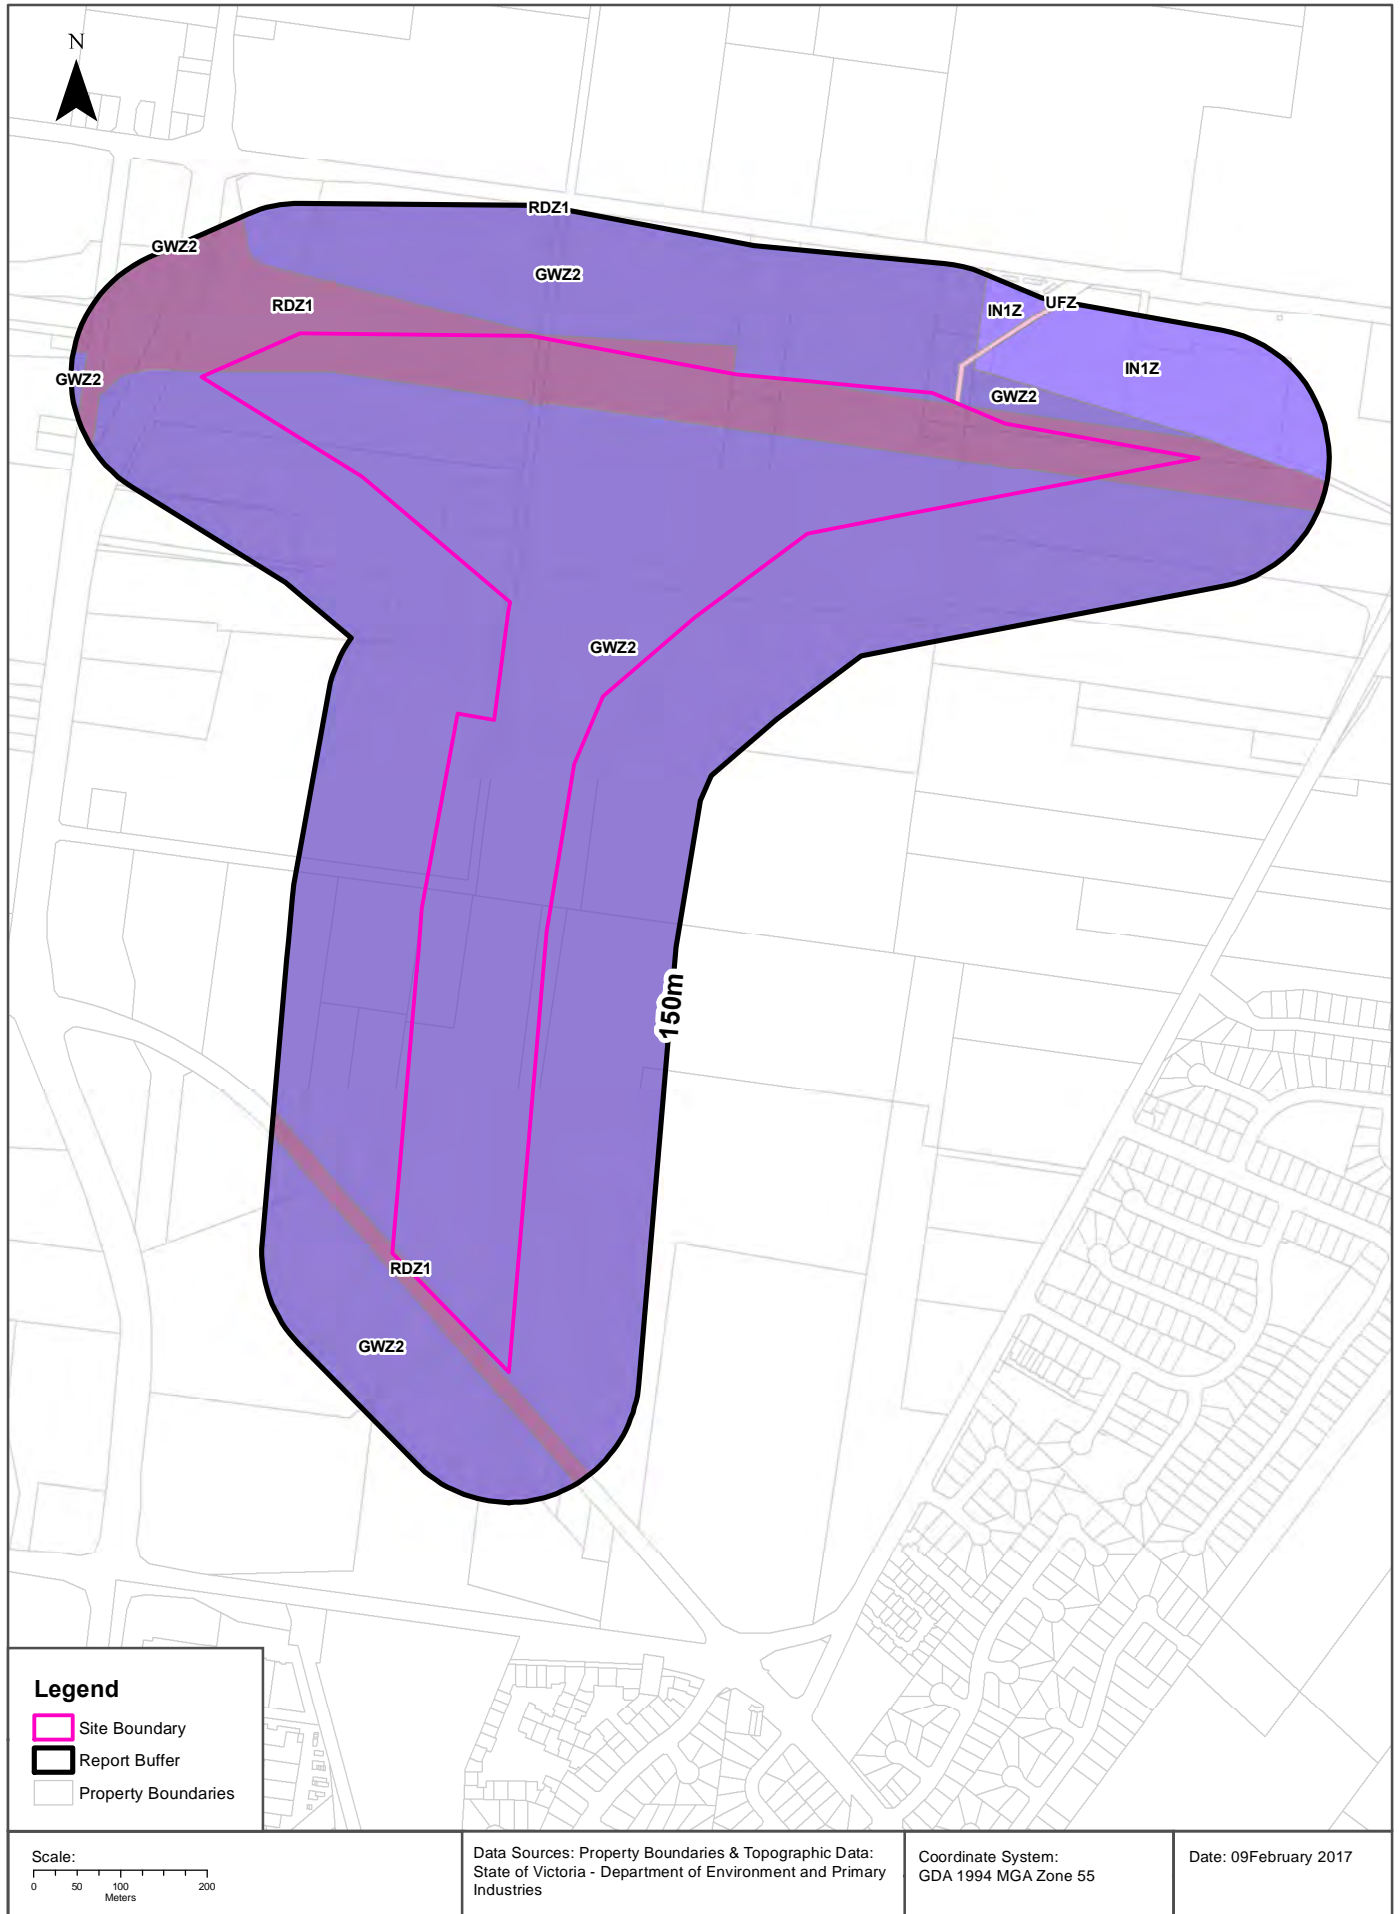 N
RDZ1
GWZ2
GWZ2
RDZ1
UFZ
IN1Z
IN1Z
GWZ2
GWZ2
GWZ2
150m
RDZ1
GWZ2
Legend
Site Boundary
Report Buffer
Property Boundaries
Scale:
0 50 100 200
Meters
Data Sources: Property Boundaries & Topographic Data:
State of Victoria - Department of Environment and Primary
Industries
Coordinate System:
GDA 1994 MGA Zone 55
Date: 09February 2017